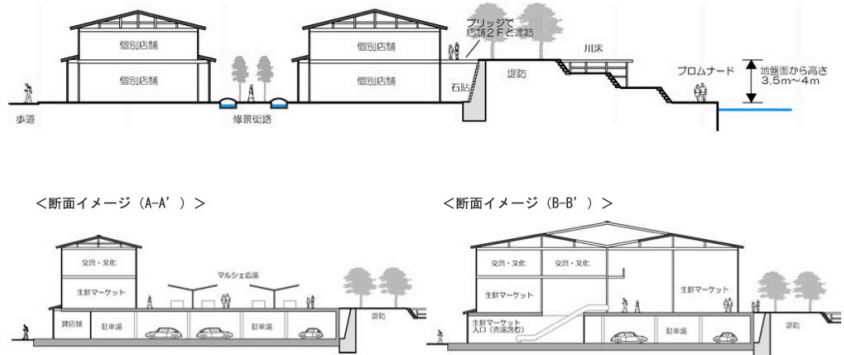 ブリッジで
店舗2Fと連結
個別店舗
個別店舗
川床
個別店舗
個別店舗
石貼
堤防
プロムナード
地盤面から高さ
3.5m～4m
歩道
修景街路
＜断面イメージ（A-A’）＞
＜断面イメージ（B-B’）＞
交流・文化
生鮮マーケット
マルシェ広場
貸店舗
駐車場
駐車場
堤防
交流・文化
交流・文化
生鮮マーケット
生鮮マーケット
生鮮マーケット
入口（売場含む）
駐車場
堤防